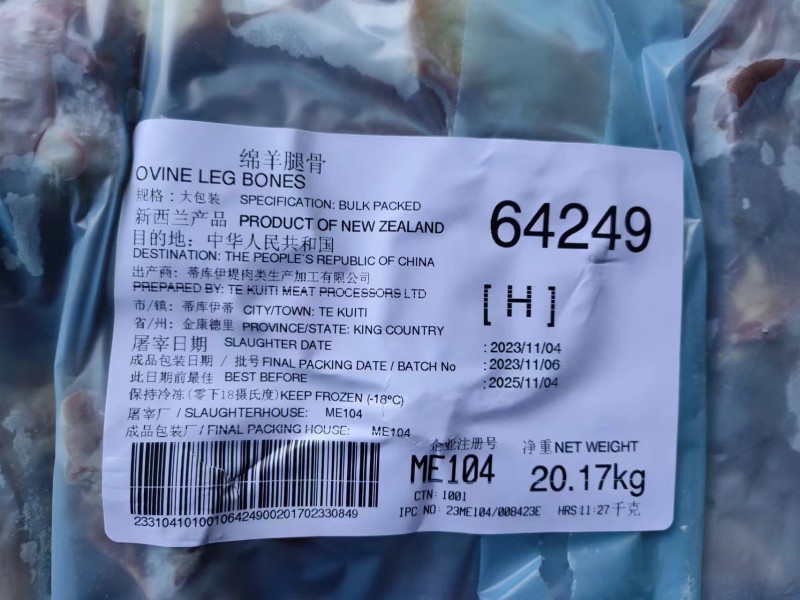 绵羊腿骨
OVINE LEG BONES
规格：大包装 SPECIFICATION: BULK PACKED
新西兰产品 PRODUCT OF NEW ZEALAND
64249
目的地：中华人民共和国
DESTINATION: THE PEOPLE'S REPUBLIC OF CHINA
出产商：蒂库伊堤肉类生产加工有限公司
PREPARED BY: TE KUITI MEAT PROCESSORS LTD
[H]
市/镇：蒂库伊蒂 CITY/TOWN: TE KUITI
省/州：金康德里 PROVINCE/STATE: KING COUNTRY
屠宰日期 SLAUGHTER DATE :2023/11/04
成品包装日期 / 批号 FINAL PACKING DATE / BATCH No :2023/11/06
此日期前最佳 BEST BEFORE :2025/11/04
保持冷冻(零下18摄氏度) KEEP FROZEN (-18ºC)
屠宰厂 / SLAUGHTERHOUSE: ME104
成品包装厂 / FINAL PACKING HOUSE: ME104
企业注册号 净重 NET WEIGHT
ME104 20.17kg
CTN: 1001
IPC NO: 23ME104/008423E HRS:11:27 千克
23310410100106424900201702330849